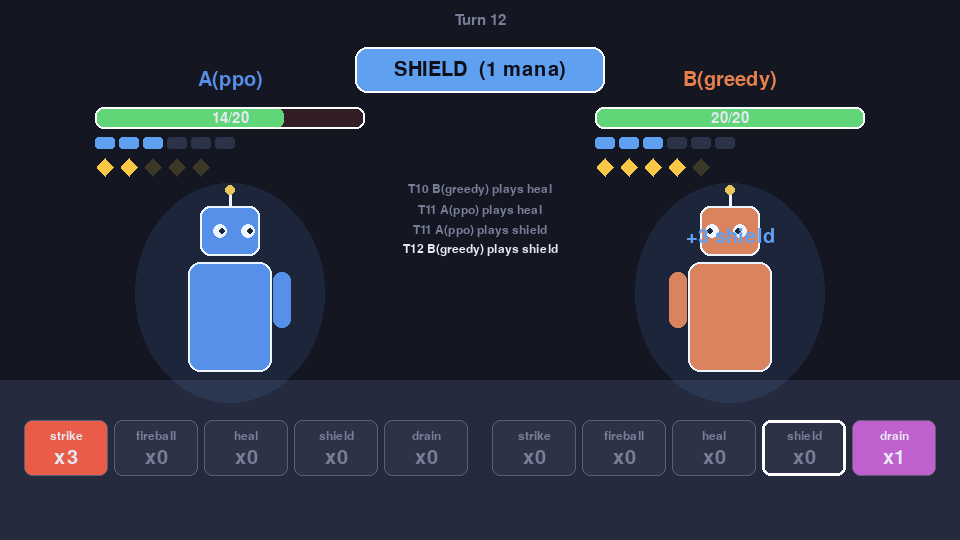 Turn 12
SHIELD (1 mana)
A(ppo)
B(greedy)
14/20
20/20
T10 B(greedy) plays heal
T11 A(ppo) plays heal
T11 A(ppo) plays shield
T12 B(greedy) plays shield
+3 shield
strike
x3
fireball
x0
heal
x0
shield
x0
drain
x0
strike
x0
fireball
x0
heal
x0
shield
x0
drain
x1